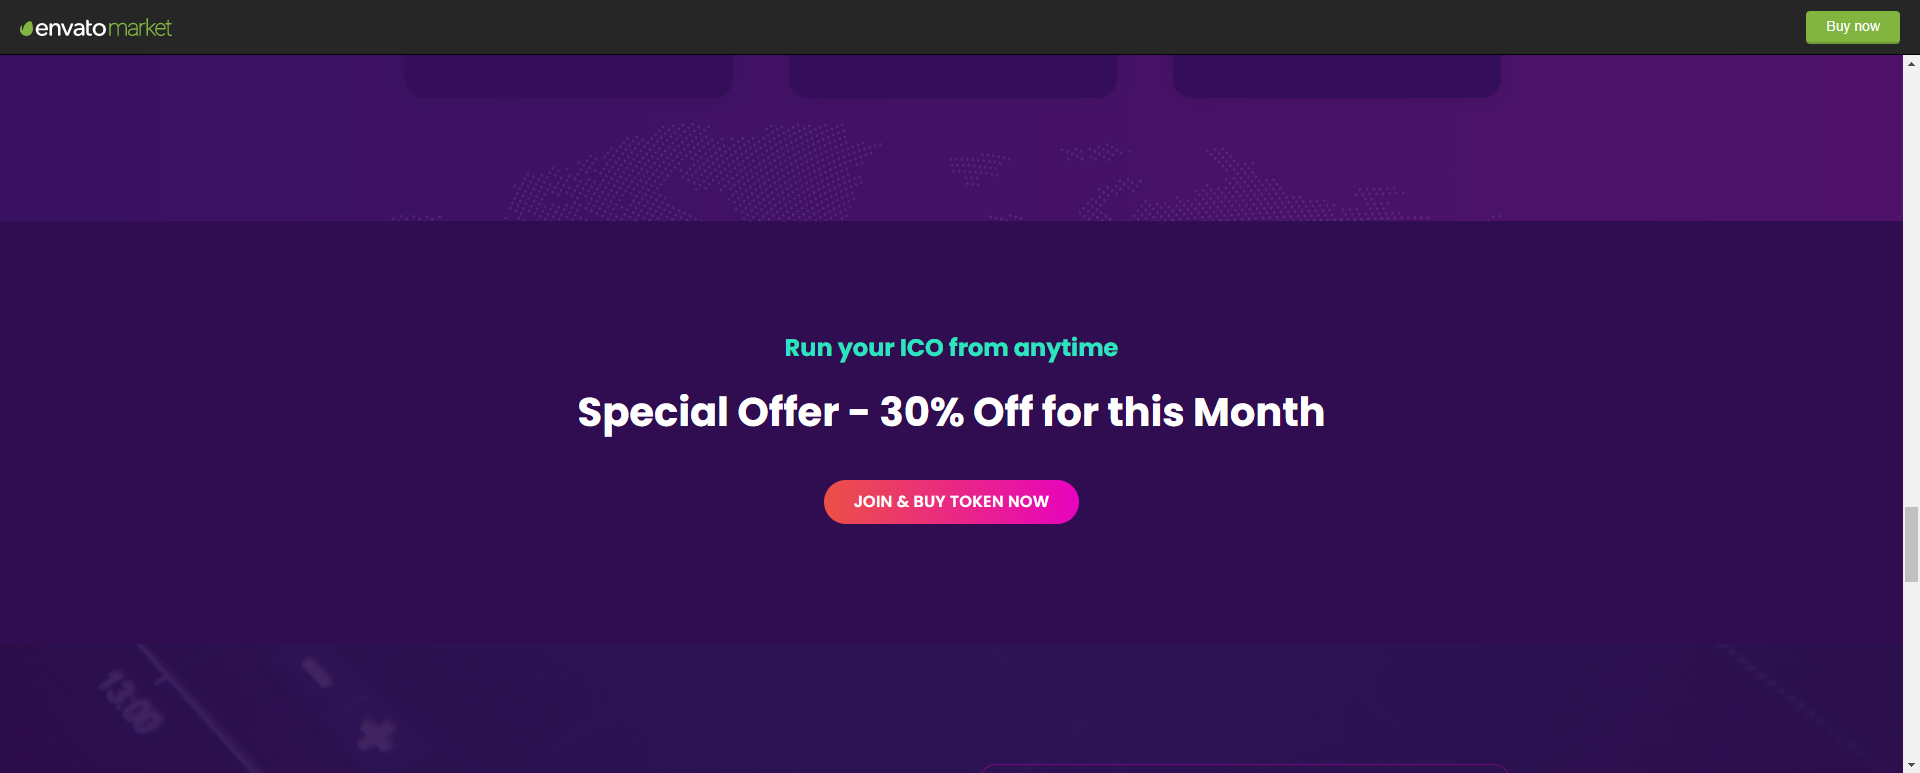 envato market
Buy now
Run your ICO from anytime
Special Offer - 30% Off for this Month
JOIN & BUY TOKEN NOW
13:00